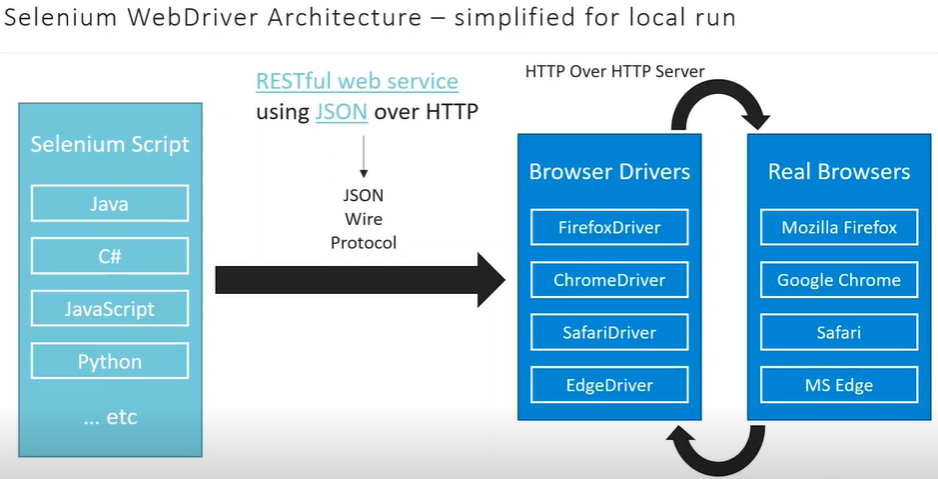 Selenium WebDriver Architecture – simplified for local run
RESTful web service
using JSON over HTTP
JSON
Wire
Protocol
HTTP Over HTTP Server
Selenium Script
Java
C#
JavaScript
Python
... etc
Browser Drivers
FirefoxDriver
ChromeDriver
SafariDriver
EdgeDriver
Real Browsers
Mozilla Firefox
Google Chrome
Safari
MS Edge